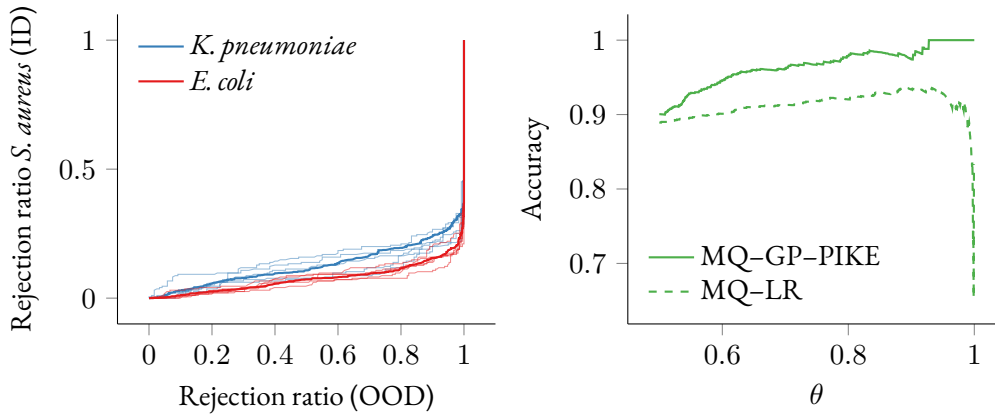 Rejection ratio S. aureus (ID)
1
0.5
0
K. pneumoniae
E. coli
0
0.2
0.4
0.6
0.8
1
Rejection ratio (OOD)
Accuracy
1
0.9
0.8
0.7
MQ–GP–PIKE
MQ–LR
0.6
0.8
1
θ